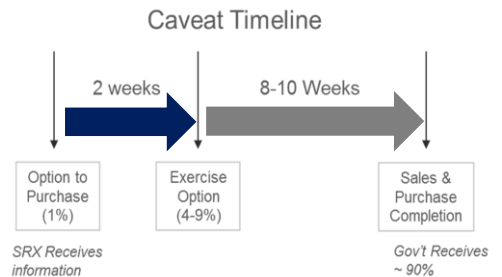 Caveat Timeline
2 weeks
8-10 Weeks
Option to
Purchase
(1%)
Exercise
Option
(4-9%)
Sales &
Purchase
Completion
SRX Receives
information
Gov't Receives
~ 90%